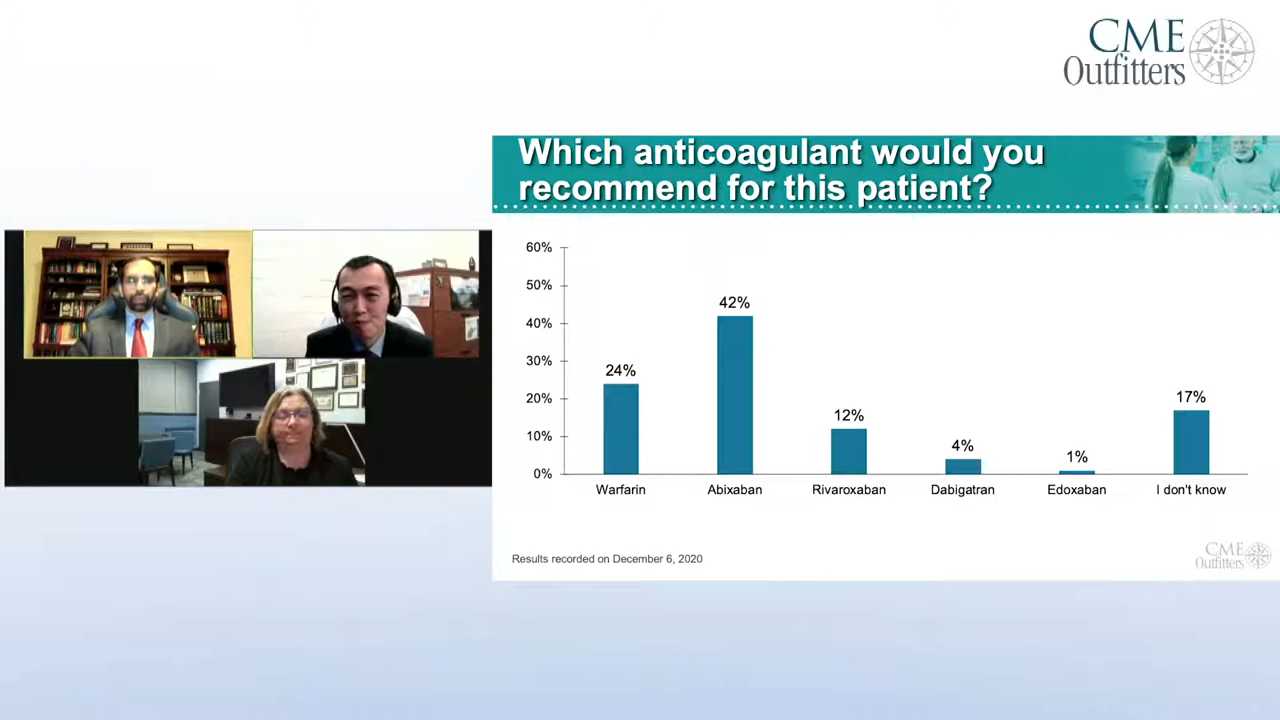 CME
Outfitters
Which anticoagulant would you
recommend for this patient?
60%
50%
40%
30%
20%
10%
0%
24%
42%
12%
4%
1%
17%
Warfarin
Abixaban
Rivaroxaban
Dabigatran
Edoxaban
I don't know
Results recorded on December 6, 2020
CME
Outfitters